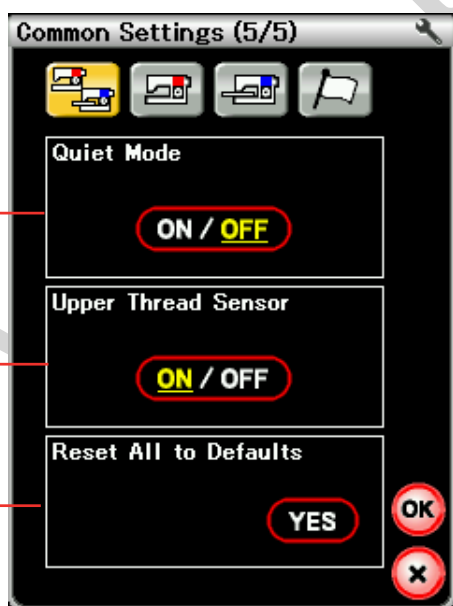 Common Settings (5/5)
Quiet Mode
ON / OFF
Upper Thread Sensor
ON / OFF
Reset All to Defaults
YES
OK